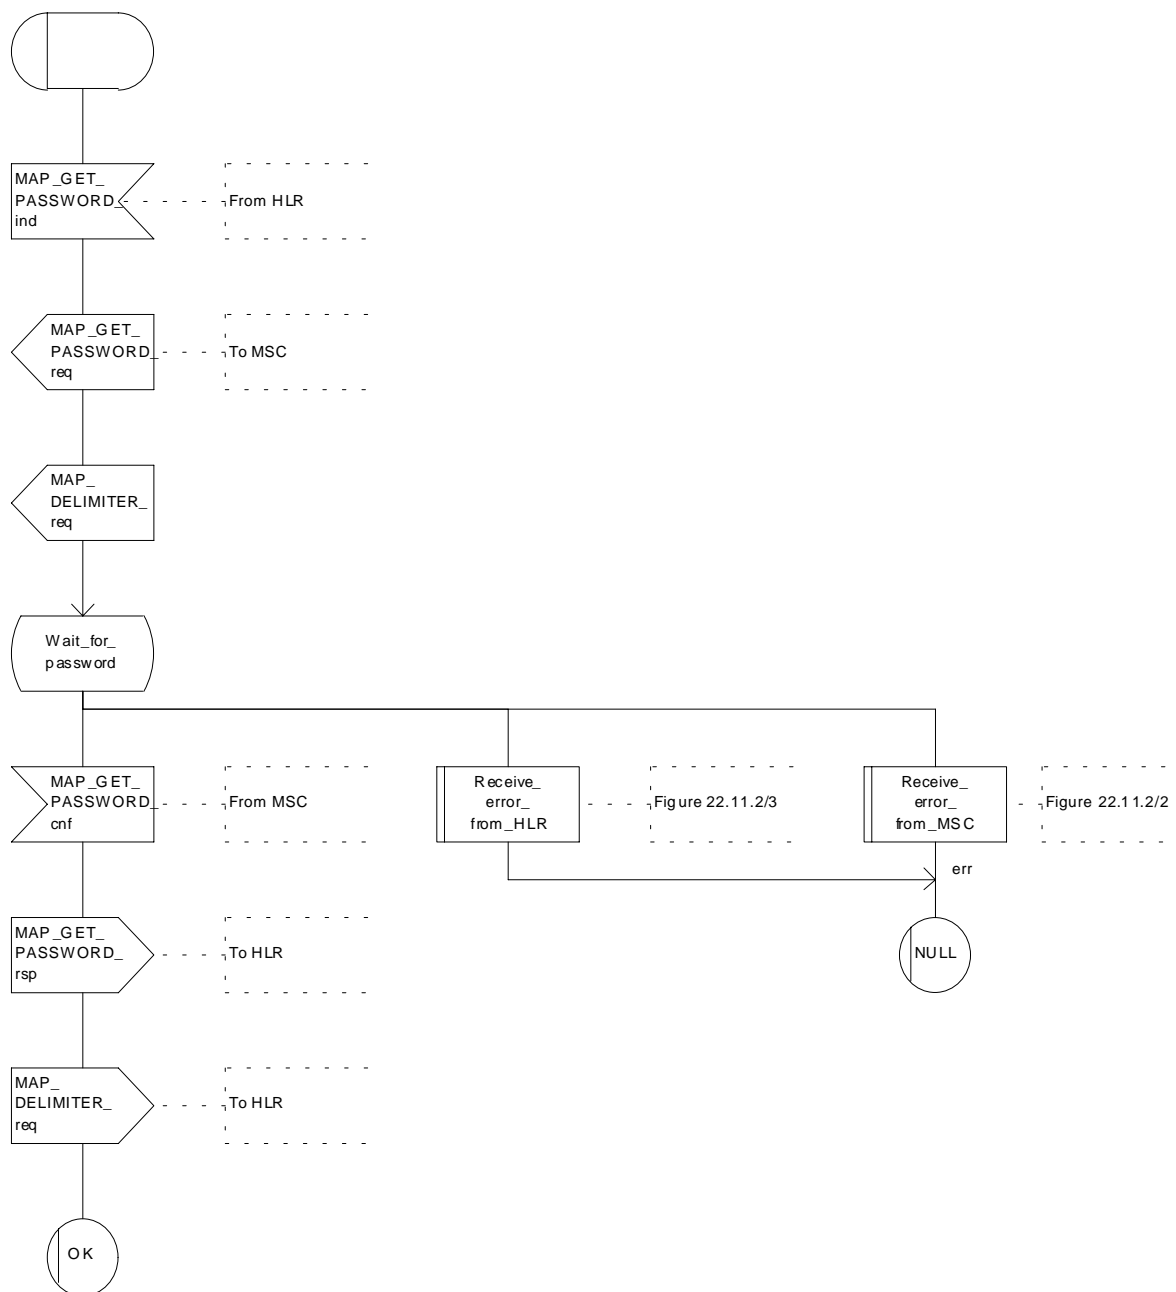 MAP_GET_
PASSWORD_
ind
From HLR
MAP_GET_
PASSWORD_
req
To MSC
MAP_
DELIMITER_
req
Wait_for_
password
MAP_GET_
PASSWORD_
cnf
From MSC
Receive_
error_
from_HLR
Figure 22.11.2/3
Receive_
error_
from_MSC
Figure 22.11.2/2
err
MAP_GET_
PASSWORD_
rsp
To HLR
NULL
MAP_
DELIMITER_
req
To HLR
OK